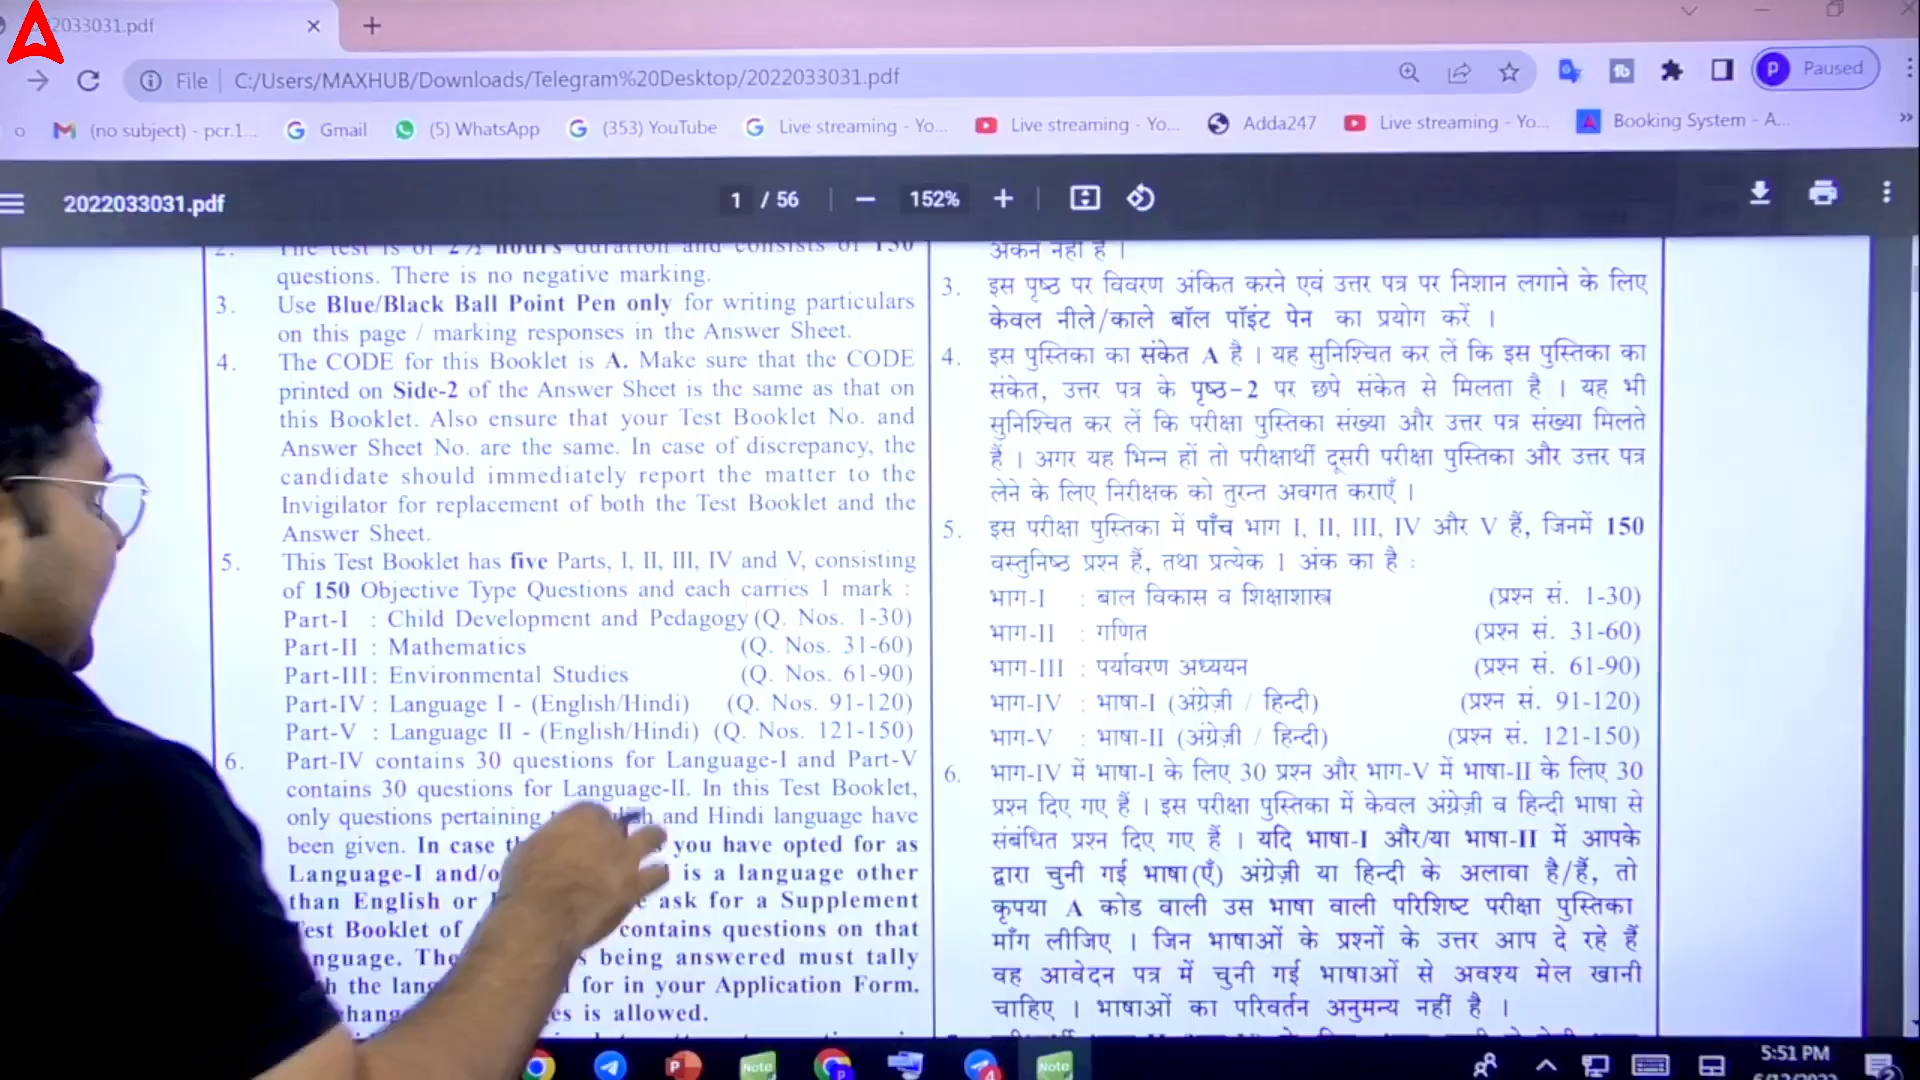 2033031.pdf
File
C:/Users/MAXHUB/Downloads/Telegram%20Desktop/2022033031.pdf
P Paused
(no subject) - pcr.1...
Gmail
(5) WhatsApp
(353) YouTube
Live streaming - Yo...
Live streaming - Yo...
Adda247
Live streaming - Yo...
Booking System - A...
2022033031.pdf
1 / 56
152%
2. The test is of 2½ hours duration and consists of 150
questions. There is no negative marking.
3. Use Blue/Black Ball Point Pen only for writing particulars
on this page / marking responses in the Answer Sheet.
4. The CODE for this Booklet is A. Make sure that the CODE
printed on Side-2 of the Answer Sheet is the same as that on
this Booklet. Also ensure that your Test Booklet No. and
Answer Sheet No. are the same. In case of discrepancy, the
candidate should immediately report the matter to the
Invigilator for replacement of both the Test Booklet and the
Answer Sheet.
5. This Test Booklet has five Parts, I, II, III, IV and V, consisting
of 150 Objective Type Questions and each carries 1 mark :
Part-I : Child Development and Pedagogy (Q. Nos. 1-30)
Part-II : Mathematics (Q. Nos. 31-60)
Part-III : Environmental Studies (Q. Nos. 61-90)
Part-IV : Language I - (English/Hindi) (Q. Nos. 91-120)
Part-V : Language II - (English/Hindi) (Q. Nos. 121-150)
6. Part-IV contains 30 questions for Language-I and Part-V
contains 30 questions for Language-II. In this Test Booklet,
only questions pertaining and Hindi language have
been given. In case you have opted for as
Language-I is a language other
than English or ask for a Supplement
Test Booklet of contains questions on that
being answered must tally
the for in your Application Form.
is allowed.
अंकन नहीं है ।
3. इस पृष्ठ पर विवरण अंकित करने एवं उत्तर पत्र पर निशान लगाने के लिए
केवल नीले/काले बॉल पॉइंट पेन का प्रयोग करें ।
4. इस पुस्तिका का संकेत A है । यह सुनिश्चित कर लें कि इस पुस्तिका का
संकेत, उत्तर पत्र के पृष्ठ-2 पर छपे संकेत से मिलता है । यह भी
सुनिश्चित कर लें कि परीक्षा पुस्तिका संख्या और उत्तर पत्र संख्या मिलते
हैं । अगर यह भिन्न हों तो परीक्षार्थी दूसरी परीक्षा पुस्तिका और उत्तर पत्र
लेने के लिए निरीक्षक को तुरन्त अवगत कराएँ ।
5. इस परीक्षा पुस्तिका में पाँच भाग I, II, III, IV और V हैं, जिनमें 150
वस्तुनिष्ठ प्रश्न हैं, तथा प्रत्येक 1 अंक का है :
भाग-I : बाल विकास व शिक्षाशास्त्र (प्रश्न सं. 1-30)
भाग-II : गणित (प्रश्न सं. 31-60)
भाग-III : पर्यावरण अध्ययन (प्रश्न सं. 61-90)
भाग-IV : भाषा-I (अंग्रेज़ी / हिन्दी) (प्रश्न सं. 91-120)
भाग-V : भाषा-II (अंग्रेज़ी / हिन्दी) (प्रश्न सं. 121-150)
6. भाग-IV में भाषा-I के लिए 30 प्रश्न और भाग-V में भाषा-II के लिए 30
प्रश्न दिए गए हैं । इस परीक्षा पुस्तिका में केवल अंग्रेज़ी व हिन्दी भाषा से
संबंधित प्रश्न दिए गए हैं । यदि भाषा-I और/या भाषा-II में आपके
द्वारा चुनी गई भाषा(एँ) अंग्रेज़ी या हिन्दी के अलावा है/हैं, तो
कृपया A कोड वाली उस भाषा वाली परिशिष्ट परीक्षा पुस्तिका
माँग लीजिए । जिन भाषाओं के प्रश्नों के उत्तर आप दे रहे हैं
वह आवेदन पत्र में चुनी गई भाषाओं से अवश्य मेल खानी
चाहिए । भाषाओं का परिवर्तन अनुमन्य नहीं है ।
Note
Note
5:51 PM